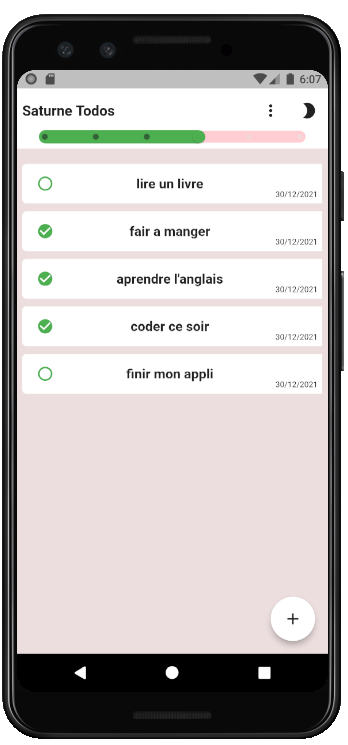 6:07
Saturne Todos
lire un livre
30/12/2021
fair a manger
30/12/2021
aprendre l'anglais
30/12/2021
coder ce soir
30/12/2021
finir mon appli
30/12/2021
+